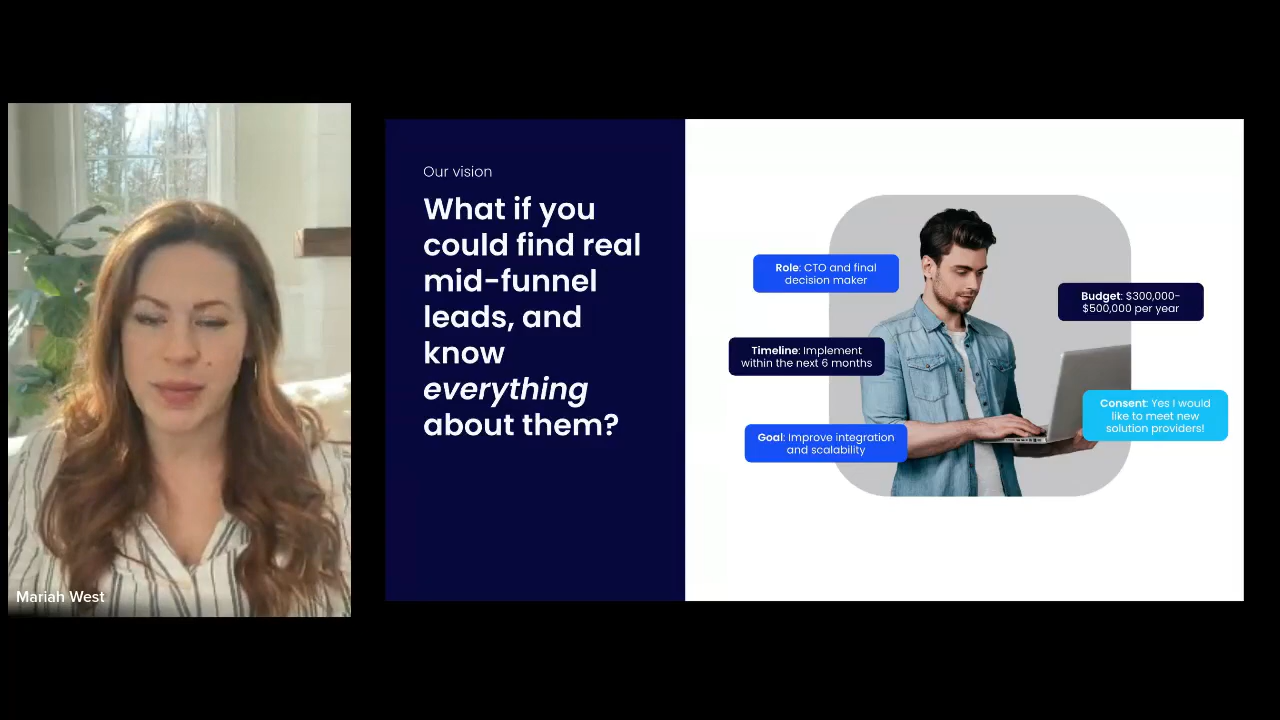 Mariah West
Our vision
What if you
could find real
mid-funnel
leads, and
know
everything
about them?
Role: CTO and final
decision maker
Budget: $300,000-
$500,000 per year
Timeline: Implement
within the next 6 months
Consent: Yes I would
like to meet new
solution providers!
Goal: Improve integration
and scalability